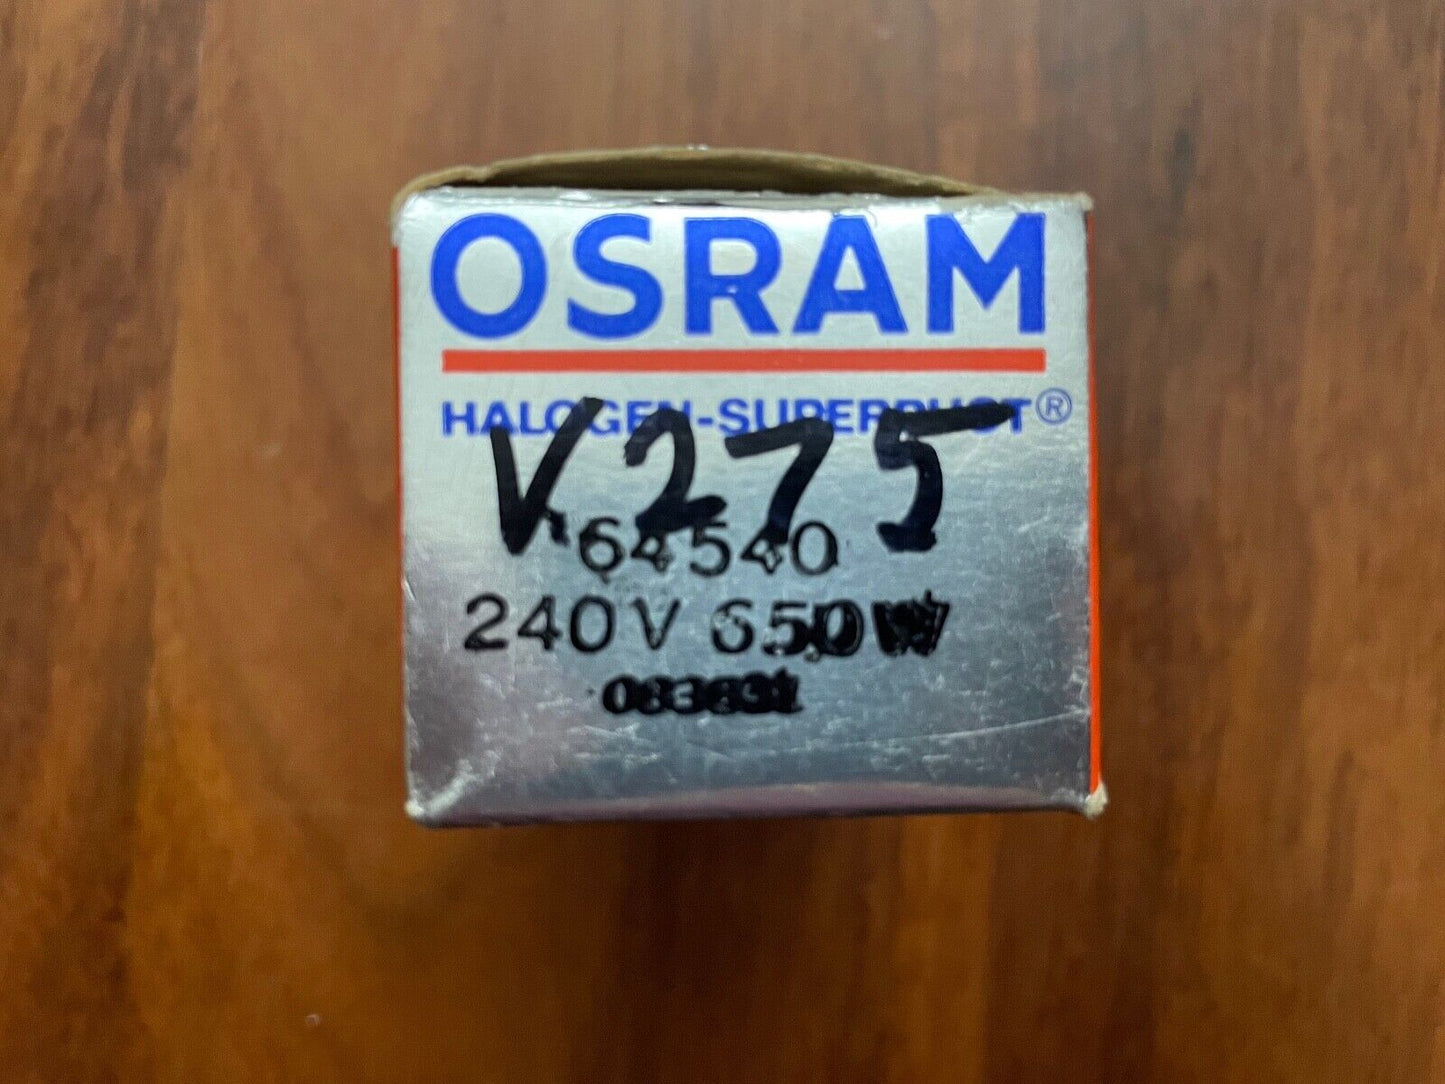 OSRAM
HALOGEN-SUPERPHOT®
V275
64540
240V 650W